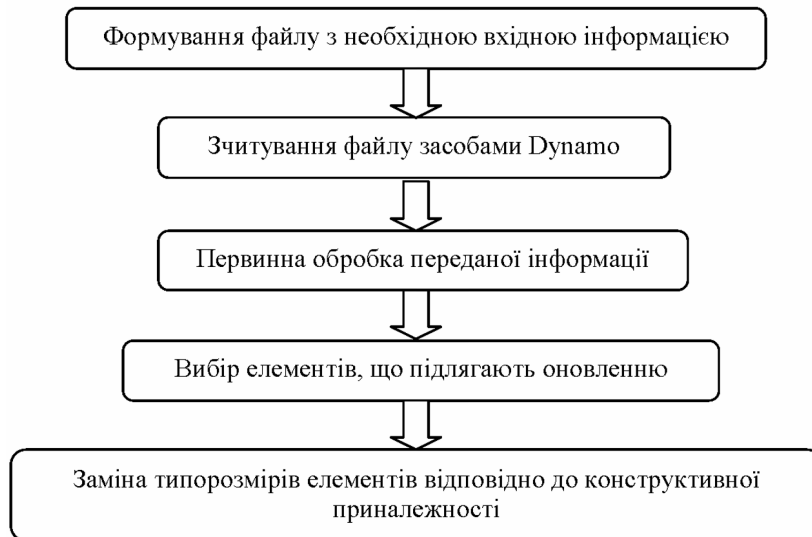 Формування файлу з необхідною вхідною інформацією
Зчитування файлу засобами Dynamo
Первинна обробка переданої інформації
Вибір елементів, що підлягають оновленню
Заміна типорозмірів елементів відповідно до конструктивної
приналежності